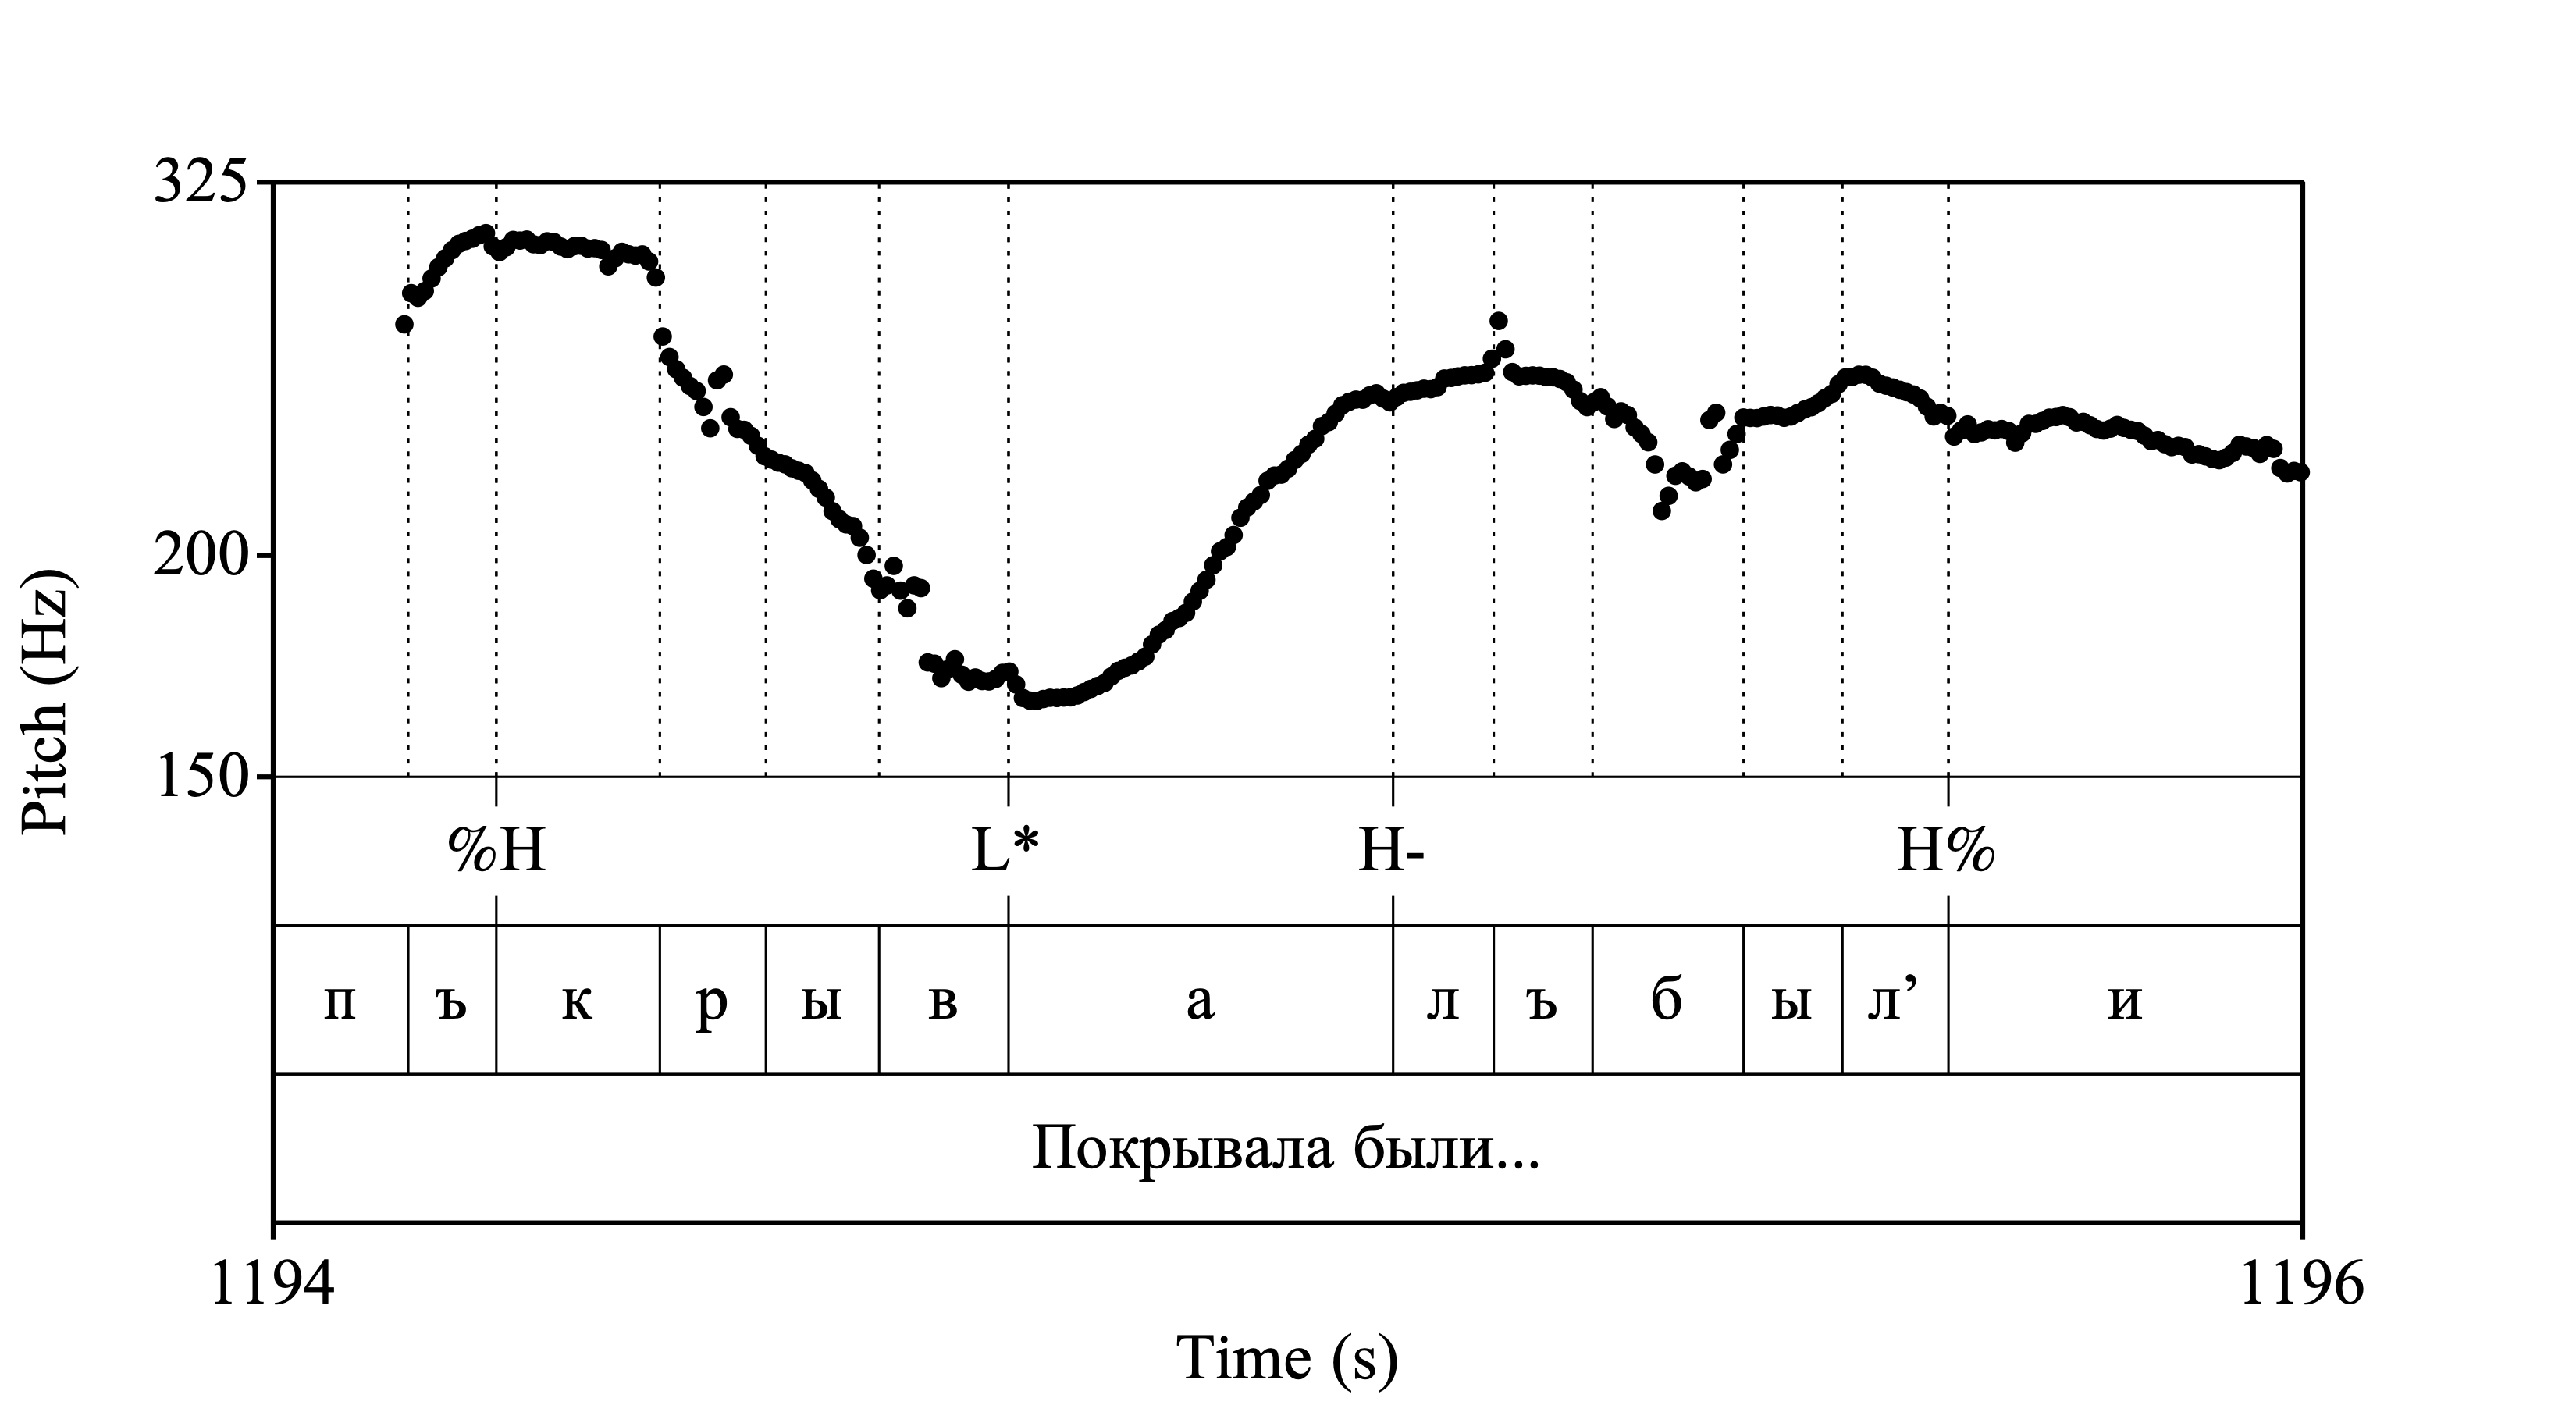 325
200
150
Pitch (Hz)
%H L* H- H%
п ъ к р ы в а л ъ б ы л’ и
Покрывала были...
1194 1196
Time (s)